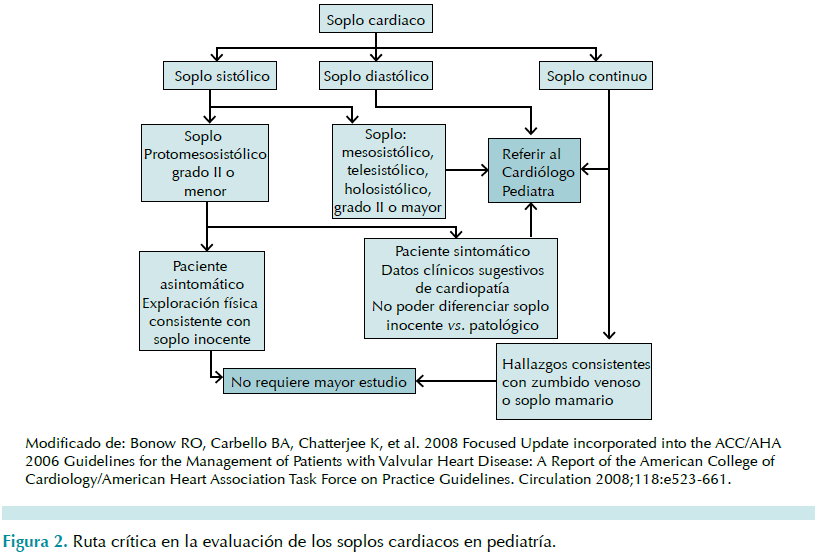 Soplo cardiaco
Soplo sistólico
Soplo diastólico
Soplo continuo
Soplo
Protomesosistólico
grado II o
menor
Soplo:
mesosistólico,
telesistólico,
holosistólico,
grado II o mayor
Referir al
Cardiólogo
Pediatra
Paciente
asintomático
Exploración física
consistente con
soplo inocente
Paciente sintomático
Datos clínicos sugestivos
de cardiopatía
No poder diferenciar soplo
inocente vs. patológico
No requiere mayor estudio
Hallazgos consistentes
con zumbido venoso
o soplo mamario
Modificado de: Bonow RO, Carbello BA, Chatterjee K, et al. 2008 Focused Update incorporated into the ACC/AHA
2006 Guidelines for the Management of Patients with Valvular Heart Disease: A Report of the American College of
Cardiology/American Heart Association Task Force on Practice Guidelines. Circulation 2008;118:e523-661.
Figura 2. Ruta crítica en la evaluación de los soplos cardiacos en pediatría.